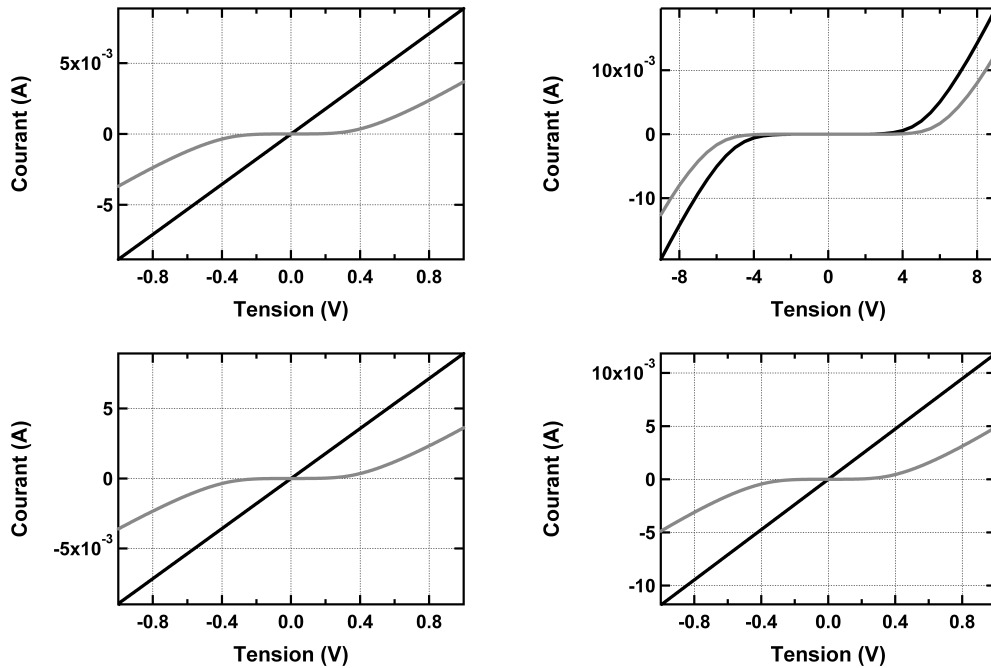 Courant (A)
5x10-3
0
-5
-0.8 -0.4 0.0 0.4 0.8
Tension (V)
Courant (A)
10x10-3
0
-10
-8 -4 0 4 8
Tension (V)
Courant (A)
5
0
-5x10-3
-0.8 -0.4 0.0 0.4 0.8
Tension (V)
Courant (A)
10x10-3
5
0
-5
-10
-0.8 -0.4 0.0 0.4 0.8
Tension (V)